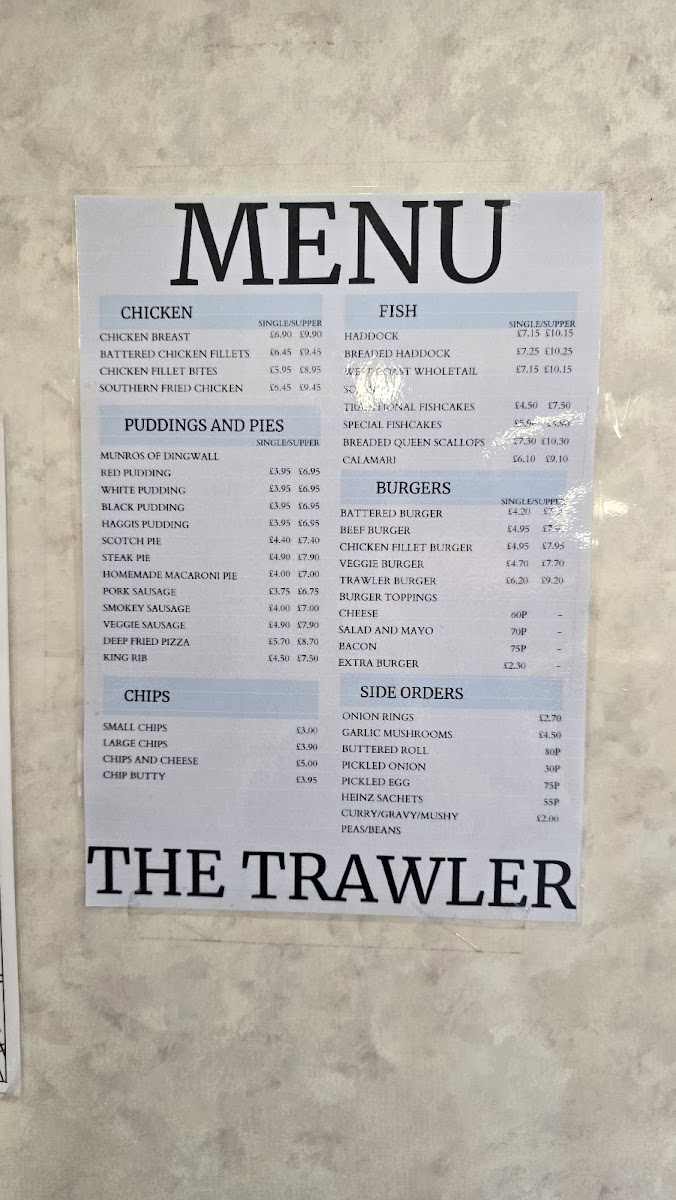 MENU
CHICKEN
SINGLE/SUPPER
CHICKEN BREAST £6.90 £9.90
BATTERED CHICKEN FILLETS £6.45 £9.45
CHICKEN FILLET BITES £5.95 £8.95
SOUTHERN FRIED CHICKEN £6.45 £9.45
PUDDINGS AND PIES
SINGLE/SUPPER
MUNROS OF DINGWALL
RED PUDDING £3.95 £6.95
WHITE PUDDING £3.95 £6.95
BLACK PUDDING £3.95 £6.95
HAGGIS PUDDING £3.95 £6.95
SCOTCH PIE £4.40 £7.40
STEAK PIE £4.90 £7.90
HOMEMADE MACARONI PIE £4.00 £7.00
PORK SAUSAGE £3.75 £6.75
SMOKEY SAUSAGE £4.00 £7.00
VEGGIE SAUSAGE £4.90 £7.90
DEEP FRIED PIZZA £5.70 £8.70
KING RIB £4.50 £7.50
CHIPS
SMALL CHIPS £3.00
LARGE CHIPS £3.90
CHIPS AND CHEESE £5.00
CHIP BUTTY £3.95
FISH
SINGLE/SUPPER
HADDOCK £7.15 £10.15
BREADED HADDOCK £7.25 £10.25
WEST COAST WHOLETAIL £7.15 £10.15
TRADITIONAL FISHCAKES £4.50 £7.50
SPECIAL FISHCAKES
BREADED QUEEN SCALLOPS £7.30 £10.30
CALAMARI £6.10 £9.10
BURGERS
SINGLE/SUPPER
BATTERED BURGER £4.20
BEEF BURGER £4.95
CHICKEN FILLET BURGER £4.95 £7.95
VEGGIE BURGER £4.70 £7.70
TRAWLER BURGER £6.20 £9.20
BURGER TOPPINGS
CHEESE 60P -
SALAD AND MAYO 70P -
BACON 75P -
EXTRA BURGER £2.30 -
SIDE ORDERS
ONION RINGS £2.70
GARLIC MUSHROOMS £4.50
BUTTERED ROLL 80P
PICKLED ONION 30P
PICKLED EGG 75P
HEINZ SACHETS 55P
CURRY/GRAVY/MUSHY £2.00
PEAS/BEANS
THE TRAWLER